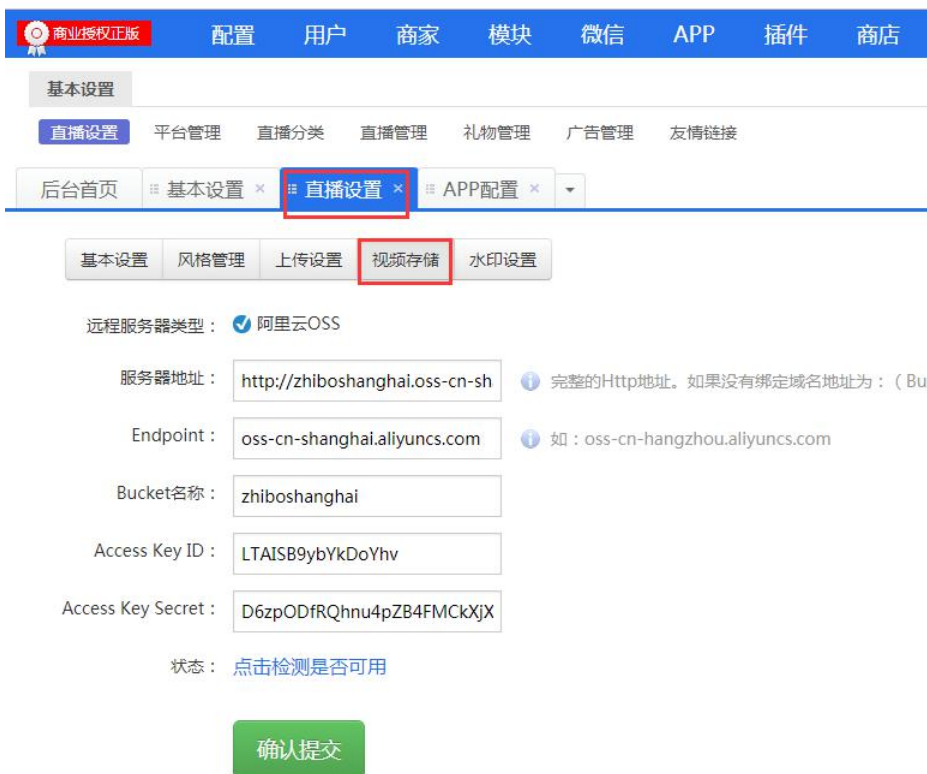 商业授权正版 配置 用户 商家 模块 微信 APP 插件 商店
基本设置
直播设置 平台管理 直播分类 直播管理 礼物管理 广告管理 友情链接
后台首页 基本设置 × 直播设置 × APP配置 ×
基本设置 风格管理 上传设置 视频存储 水印设置
远程服务器类型： 阿里云OSS
服务器地址： http://zhiboshanghai.oss-cn-sh 完整的Http地址。如果没有绑定域名地址为：（Bu
Endpoint： oss-cn-shanghai.aliyuncs.com 如：oss-cn-hangzhou.aliyuncs.com
Bucket名称： zhiboshanghai
Access Key ID： LTAISB9ybYkDoYhv
Access Key Secret： D6zpODfRQhnu4pZB4FMCkXjX
状态： 点击检测是否可用
确认提交